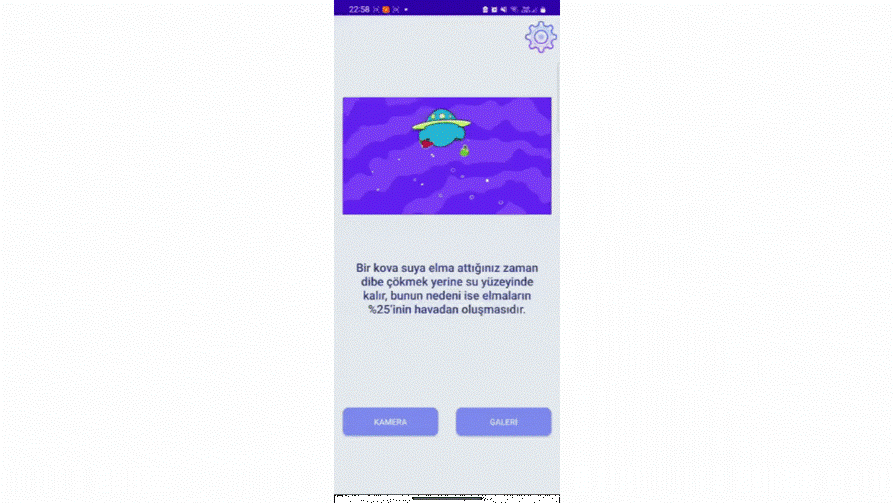 22:58
Bir kova suya elma attığınız zaman
dibe çökmek yerine su yüzeyinde
kalır, bunun nedeni ise elmaların
%25'inin havadan oluşmasıdır.
KAMERA
GALERİ